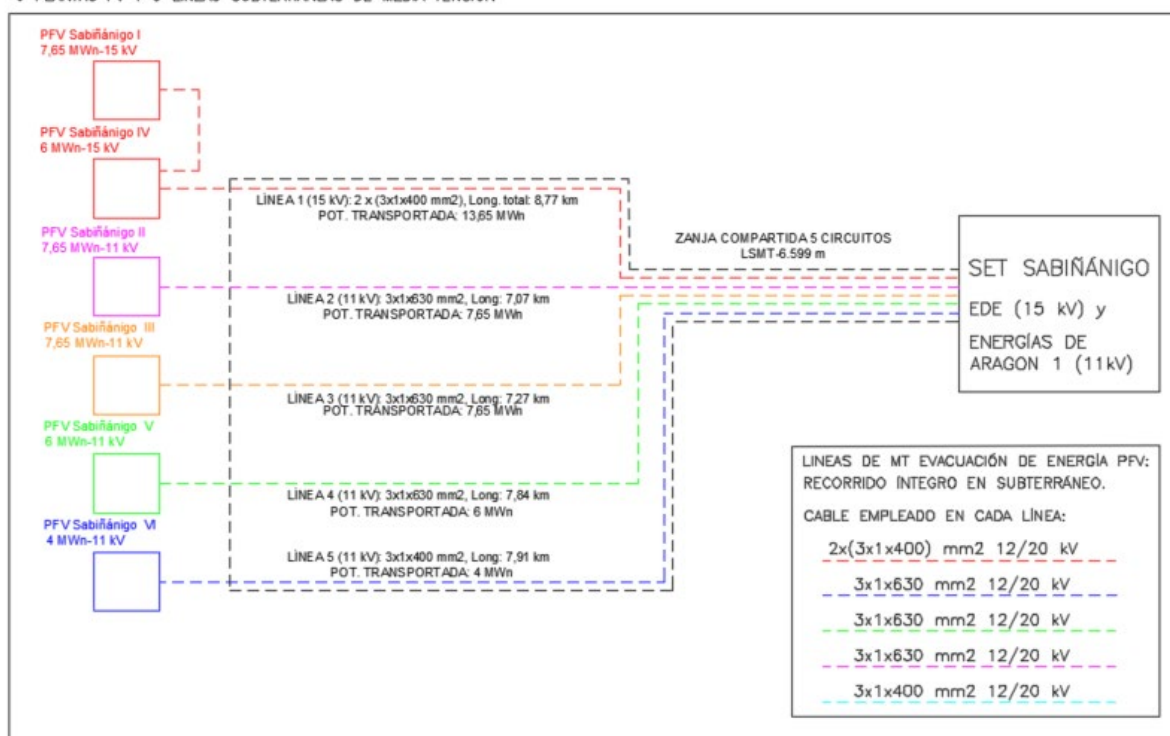 PFV Sabiñánigo I
7,65 MWn-15 kV
PFV Sabiñánigo IV
6 MWn-15 kV
PFV Sabiñánigo II
7,65 MWn-11 kV
PFV Sabiñánigo III
7,65 MWn-11 kV
PFV Sabiñánigo V
6 MWn-11 kV
PFV Sabiñánigo VI
4 MWn-11 kV
LÍNEA 1 (15 kV): 2 x (3x1x400 mm2), Long. total: 8,77 km
POT. TRANSPORTADA: 13,65 MWn
LÍNEA 2 (11 kV): 3x1x630 mm2, Long: 7,07 km
POT. TRANSPORTADA: 7,65 MWn
LÍNEA 3 (11 kV): 3x1x630 mm2, Long: 7,27 km
POT. TRANSPORTADA: 7,65 MWn
LÍNEA 4 (11 kV): 3x1x630 mm2, Long: 7,84 km
POT. TRANSPORTADA: 6 MWn
LÍNEA 5 (11 kV): 3x1x400 mm2, Long: 7,91 km
POT. TRANSPORTADA: 4 MWn
ZANJA COMPARTIDA 5 CIRCUITOS
LSMT-6.599 m
SET SABIÑÁNIGO
EDE (15 kV) y
ENERGÍAS DE
ARAGON 1 (11kV)
LINEAS DE MT EVACUACIÓN DE ENERGÍA PFV:
RECORRIDO ÍNTEGRO EN SUBTERRÁNEO.
CABLE EMPLEADO EN CADA LÍNEA:
2x(3x1x400) mm2 12/20 kV
3x1x630 mm2 12/20 kV
3x1x630 mm2 12/20 kV
3x1x630 mm2 12/20 kV
3x1x400 mm2 12/20 kV